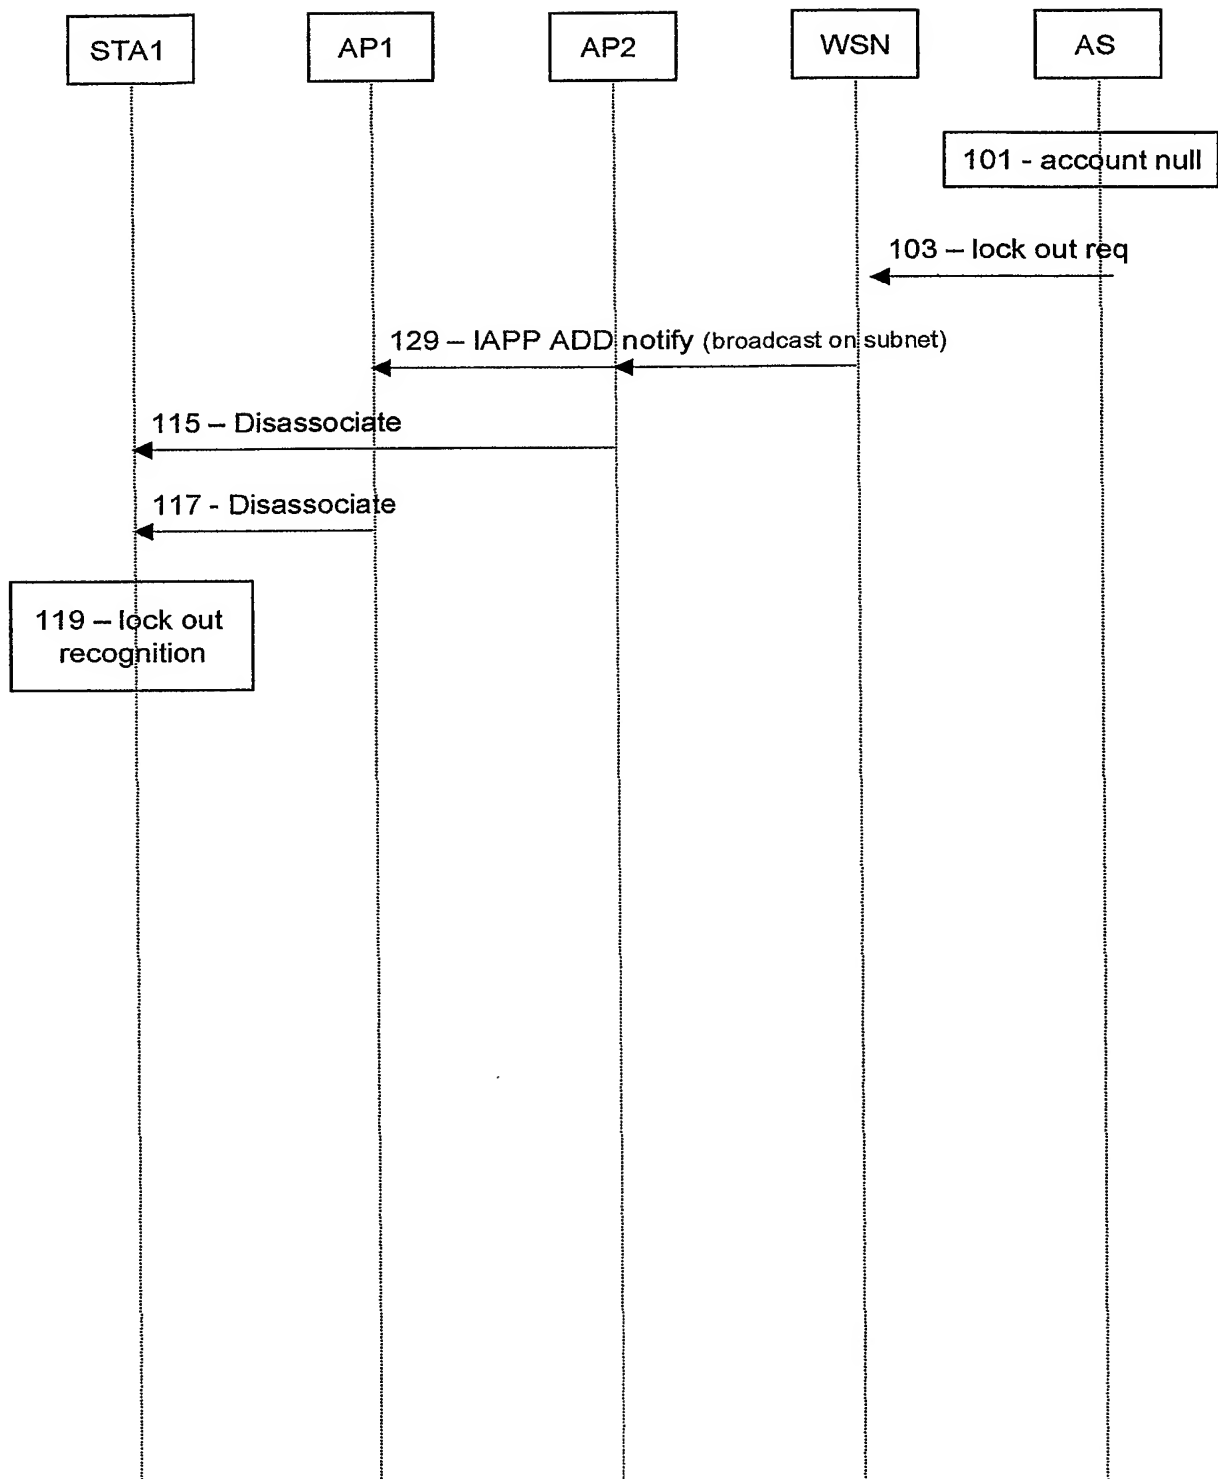 STA1 AP1 AP2 WSN AS
101 - account null
103 – lock out req
129 – IAPP ADD notify (broadcast on subnet)
115 – Disassociate
117 - Disassociate
119 – lock out
recognition